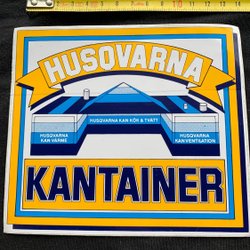 HUSQVARNA
HUSQVARNA KAN KÖK & TVÄTT
HUSQVARNA
KAN VÄRME
HUSQVARNA
KAN VENTILATION
KANTAINER